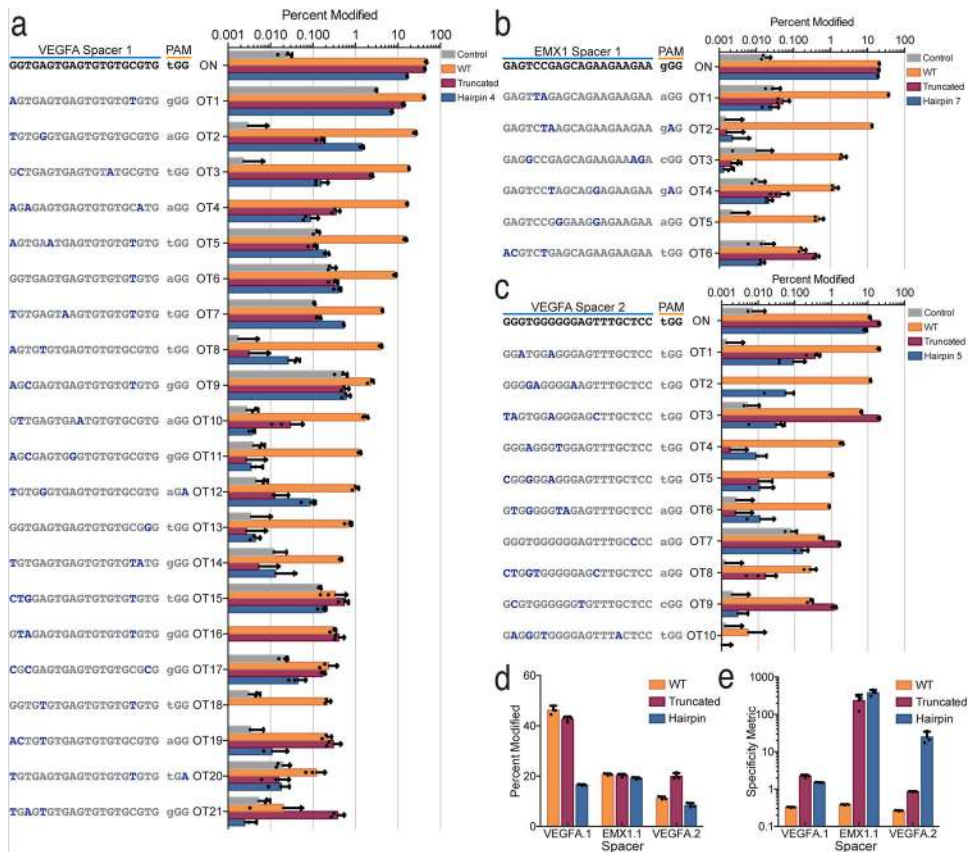 a
Percent Modified
VEGFA Spacer 1 PAM
0.001 0.010 0.100 1 10 100
GGTGAGTGAGTGTGTGCGTG tGG ON
AGTGAGTGAGTGTGTGTGTG gGG OT1
TGTGGGTGAGTGTGTGCGTG aGG OT2
GCTGAGTGAGTGTATGCGTG tGG OT3
AGAGAGTGAGTGTGTGCATG aGG OT4
AGTGAATGAGTGTGTGTGTG tGG OT5
GGTGAGTGAGTGTGTGTGTG aGG OT6
TGTGAGTAAGTGTGTGTGTG tGG OT7
AGTGTGTGAGTGTGTGCGTG tGG OT8
AGCGAGTGAGTGTGTGTGTG gGG OT9
GTTGAGTGAATGTGTGCGTG aGG OT10
AGCGAGTGGGTGTGTGCGTG gGG OT11
TGTGGGTGAGTGTGTGCGTG aGA OT12
GGTGAGTGAGTGTGTGCGGG tGG OT13
TGTGAGTGAGTGTGTGTATG gGG OT14
CTGGAGTGAGTGTGTGTGTG tGG OT15
GTAGAGTGAGTGTGTGTGTG gGG OT16
CGCGAGTGAGTGTGTGCGCG gGG OT17
GGTGTGTGAGTGTGTGTGTG tGG OT18
ACTGTGTGAGTGTGTGCGTG aGG OT19
TGTGTGTGAGTGTGTGTGTG tGA OT20
TGAGTGTGAGTGTGTGCGTG gGG OT21
Control
WT
Truncated
Hairpin 4
b
Percent Modified
EMX1 Spacer 1 PAM
0.001 0.010 0.100 1 10 100
GAGTCCGAGCAGAAGAAGAA gGG ON
GAGTTAGAGCAGAAGAAGAA aGG OT1
GAGTCTAAGCAGAAGAAGAA gAG OT2
GAGGCCGAGCAGAAGAAAGA cGG OT3
GAGTCCTAGCAGGAGAAGAA gAG OT4
GAGTCCGGGAAGGAGAAGAA aGG OT5
ACGTCTGAGCAGAAGAAGAA tGG OT6
Control
WT
Truncated
Hairpin 7
c
Percent Modified
VEGFA Spacer 2 PAM
0.001 0.010 0.100 1 10 100
GGGTGGGGGGAGTTTGCTCC tGG ON
GGATGGAGGGAGTTTGCTCC tGG OT1
GGGGAGGGGAAGTTTGCTCC tGG OT2
TAGTGGAGGGAGCTTGCTCC tGG OT3
GGGAGGGTGGAGTTTGCTCC tGG OT4
CGGGGGAGGGAGTTTGCTCC tGG OT5
GTGGGGGTAGAGTTTGCTCC aGG OT6
GGGTGGGGGGAGTTTGCCCC aGG OT7
CTGGTGGGGGAGCTTGCTCC aGG OT8
GCGTGGGGGGTGTTTGCTCC cGG OT9
GAGGGTGGGGAGTTTACTCC tGG OT10
Control
WT
Truncated
Hairpin 5
d
Percent Modified
60
40
20
0
VEGFA.1 EMX1.1 VEGFA.2
Spacer
WT
Truncated
Hairpin
e
Specificity Metric
1000
100
10
1
0.1
VEGFA.1 EMX1.1 VEGFA.2
Spacer
WT
Truncated
Hairpin